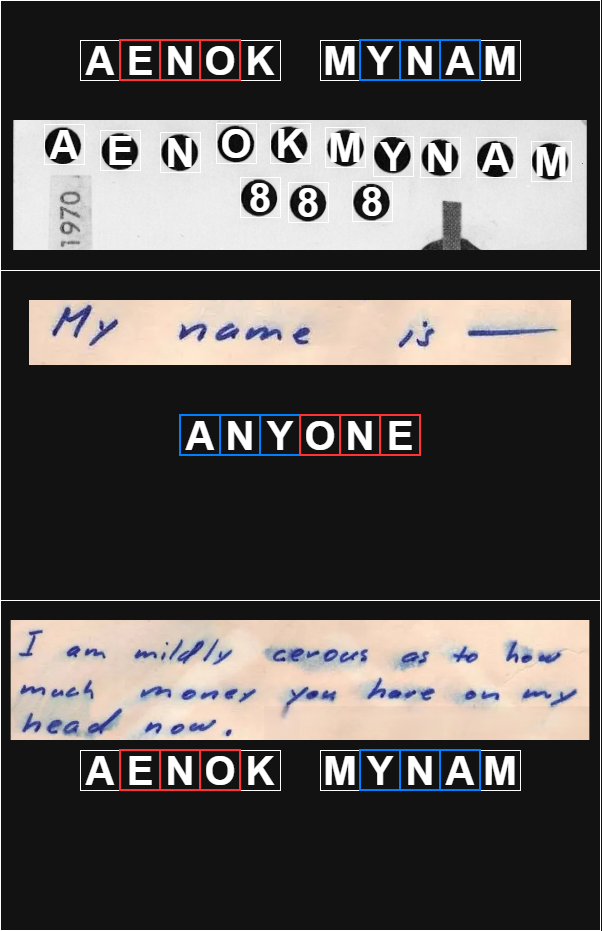 AENOK MYNAM
AENOKMYNAM
888
1970
My name is —
ANYONE
I am mildly cerous as to how
much money you have on my
head now.
AENOK MYNAM